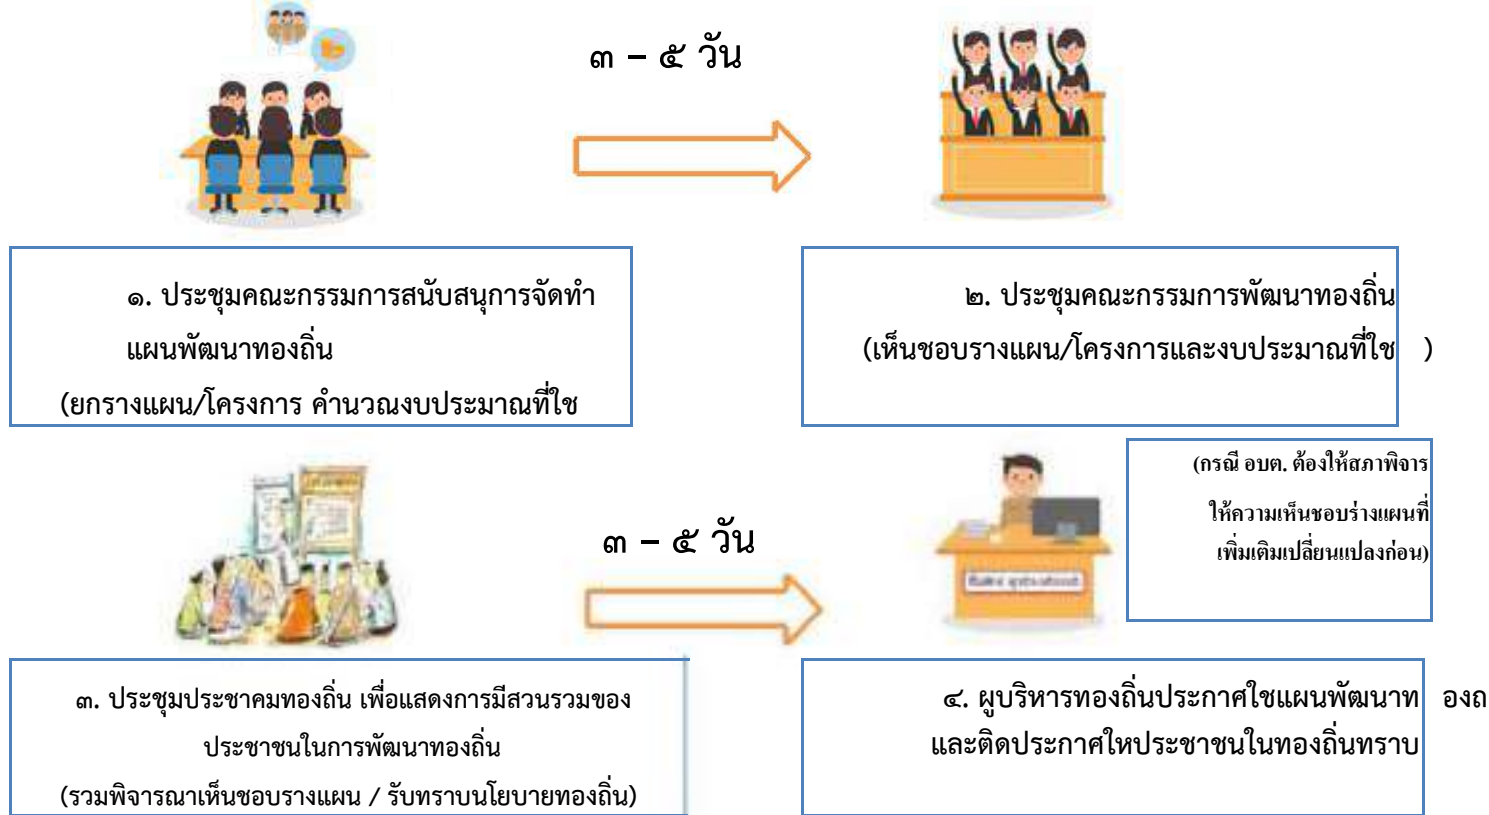 ๓ – ๕ วัน
๑. ประชุมคณะกรรมการสนับสนุการจัดทำ
แผนพัฒนาทองถิ่น
(ยกรางแผน/โครงการ คำนวณงบประมาณที่ใช
๒. ประชุมคณะกรรมการพัฒนาทองถิ่น
(เห็นชอบรางแผน/โครงการและงบประมาณที่ใช )
๓ – ๕ วัน
(กรณี อบต. ต้องให้สภาพิจาร
ให้ความเห็นชอบร่างแผนที่
เพิ่มเติมเปลี่ยนแปลงก่อน)
๓. ประชุมประชาคมทองถิ่น เพื่อแสดงการมีสวนรวมของ
ประชาชนในการพัฒนาทองถิ่น
(รวมพิจารณาเห็นชอบรางแผน / รับทราบนโยบายทองถิ่น)
๔. ผูบริหารทองถิ่นประกาศใชแผนพัฒนาท องถ
และติดประกาศใหประชาชนในทองถิ่นทราบ